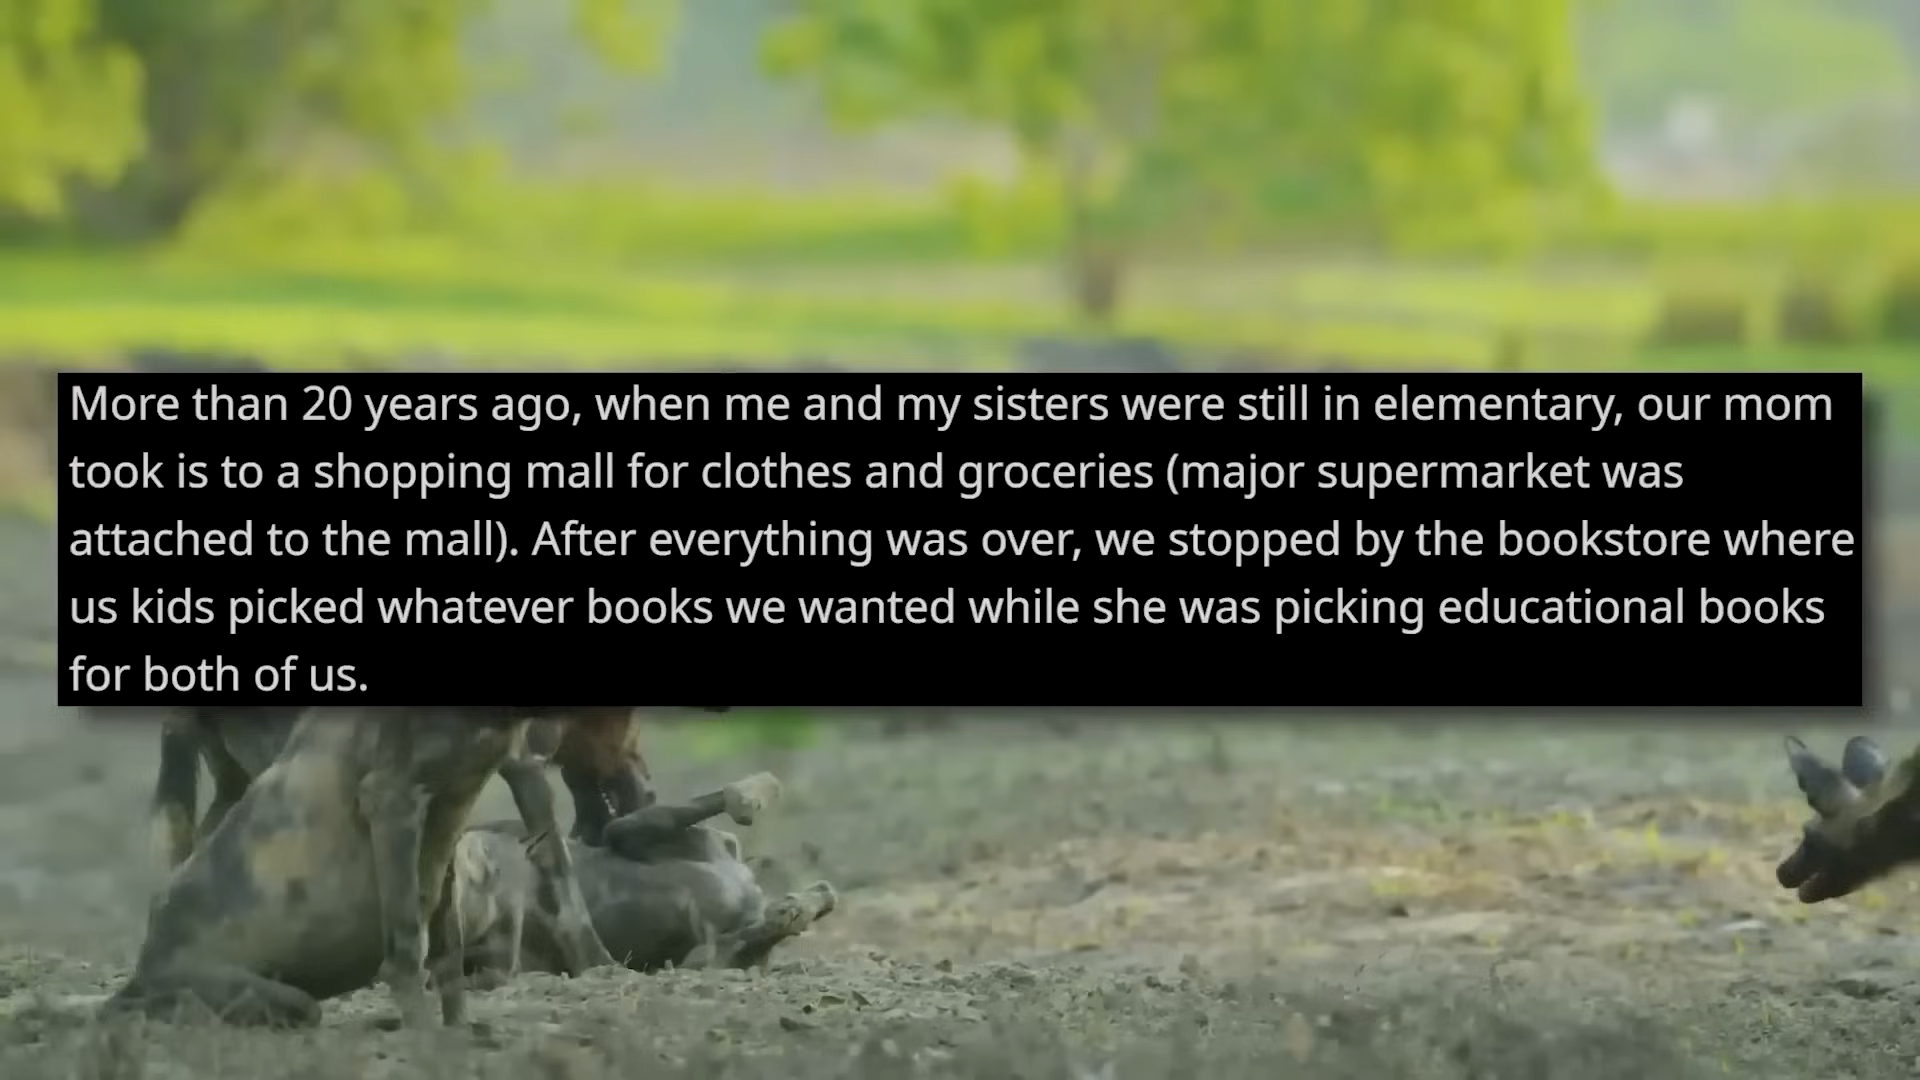 More than 20 years ago, when me and my sisters were still in elementary, our mom
took is to a shopping mall for clothes and groceries (major supermarket was
attached to the mall). After everything was over, we stopped by the bookstore where
us kids picked whatever books we wanted while she was picking educational books
for both of us.